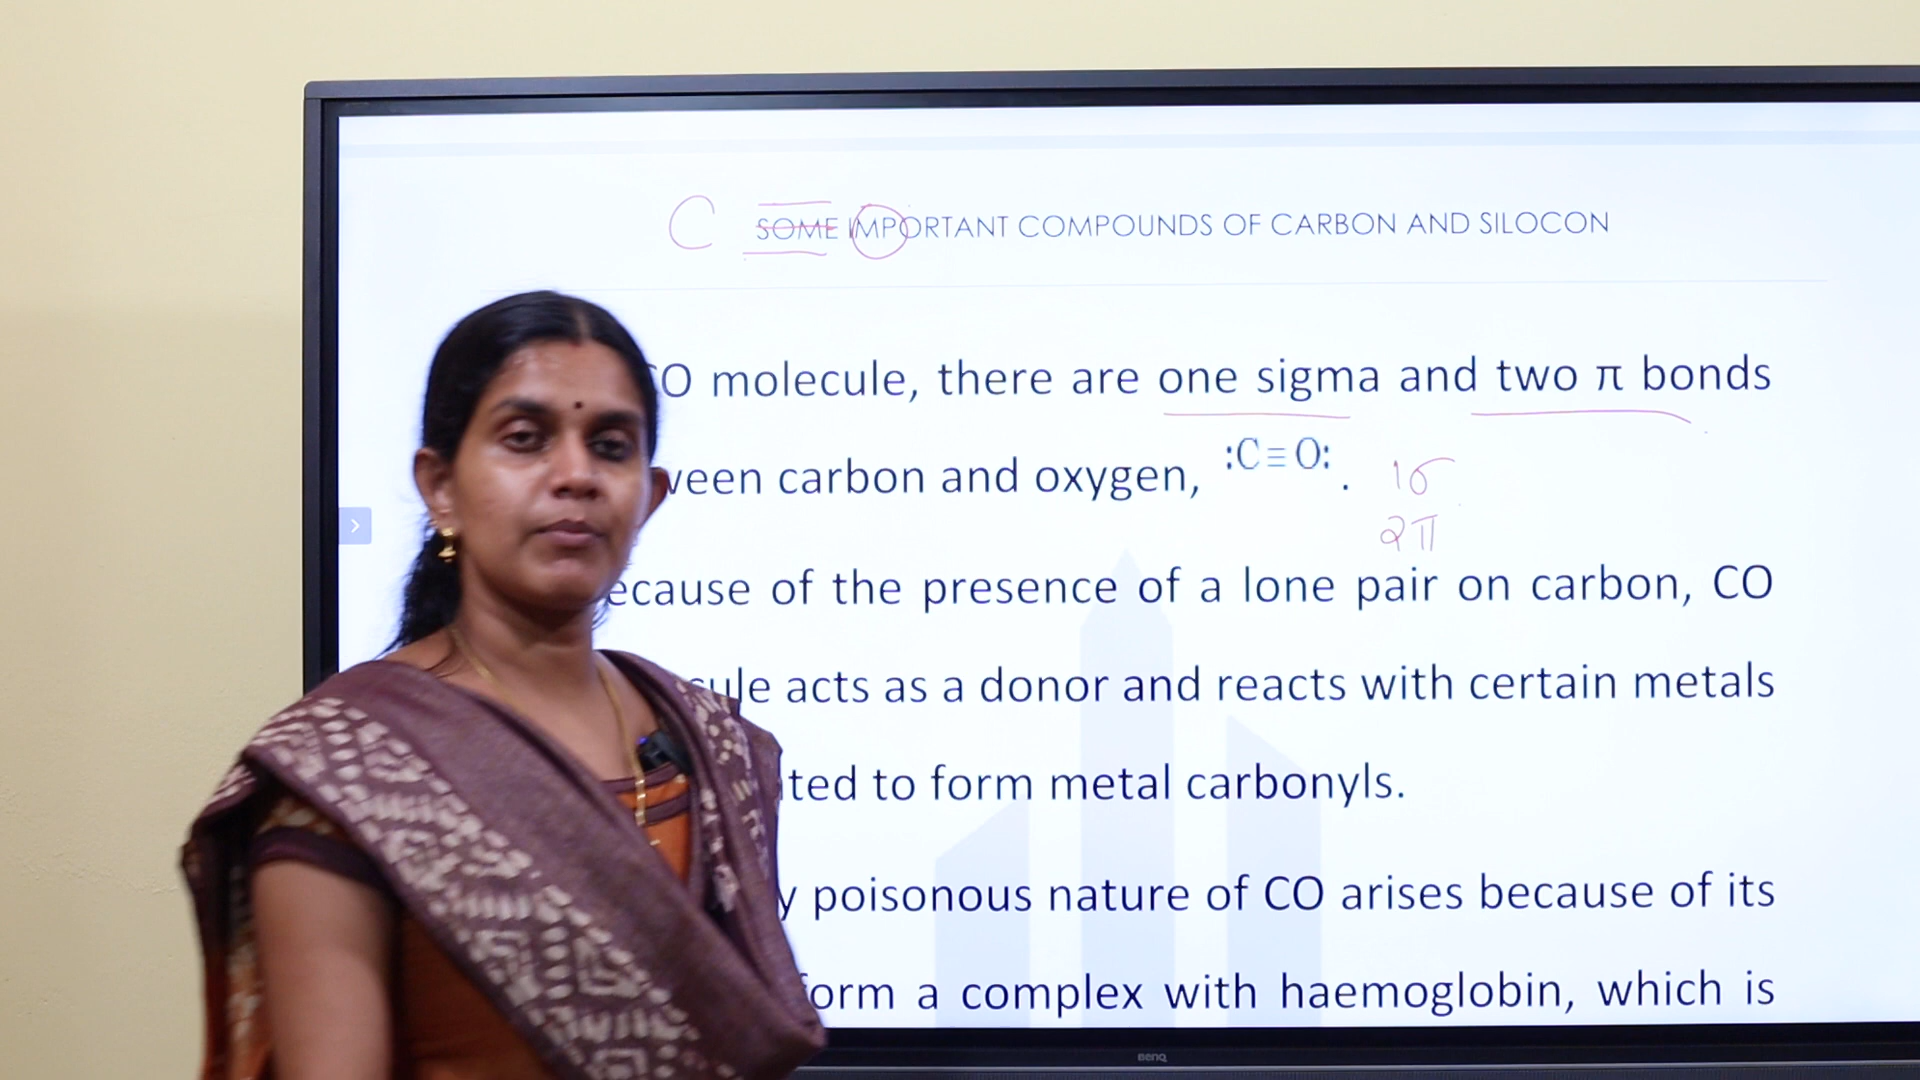 C SOME IMPORTANT COMPOUNDS OF CARBON AND SILOCON
CO molecule, there are one sigma and two π bonds
ween carbon and oxygen, :C≡O: .
1σ
2π
ecause of the presence of a lone pair on carbon, CO
ule acts as a donor and reacts with certain metals
ted to form metal carbonyls.
y poisonous nature of CO arises because of its
form a complex with haemoglobin, which is
BenQ